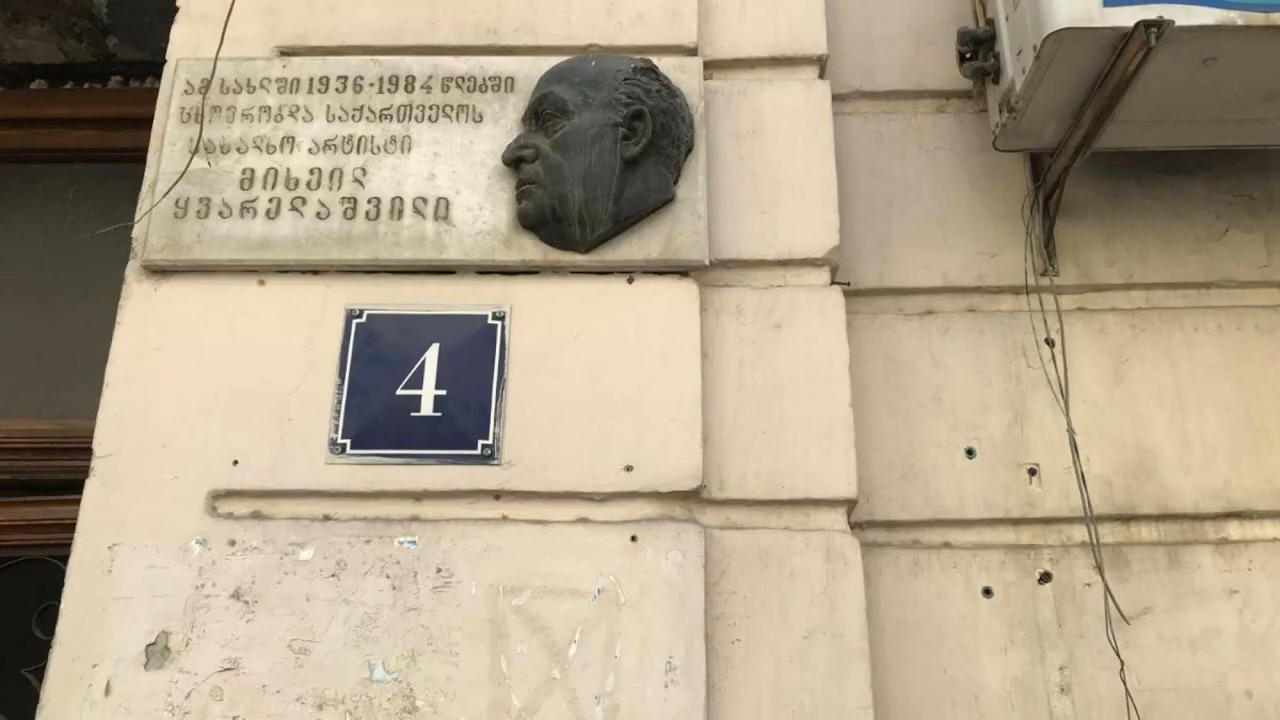 ამ სახლში 1936-1984 წლებში
ცხოვრობდა საქართველოს
სახალხო არტისტი
მიხეილ
ყვარელაშვილი
4